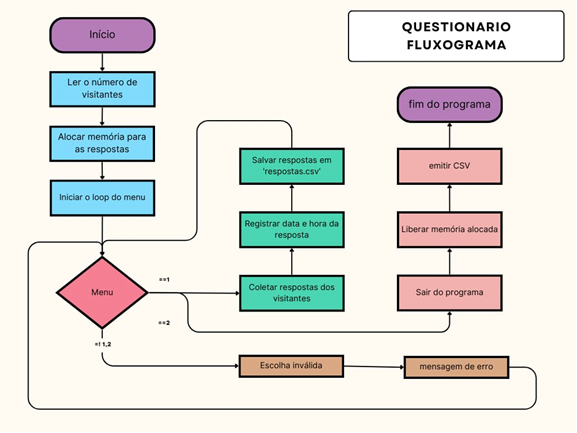 QUESTIONARIO
FLUXOGRAMA
Início
Ler o número de
visitantes
Alocar memória para
as respostas
Iniciar o loop do menu
Menu
==1
==2
=! 1,2
Salvar respostas em
'respostas.csv'
Registrar data e hora da
resposta
Coletar respostas dos
visitantes
fim do programa
emitir CSV
Liberar memória alocada
Sair do programa
Escolha inválida
mensagem de erro